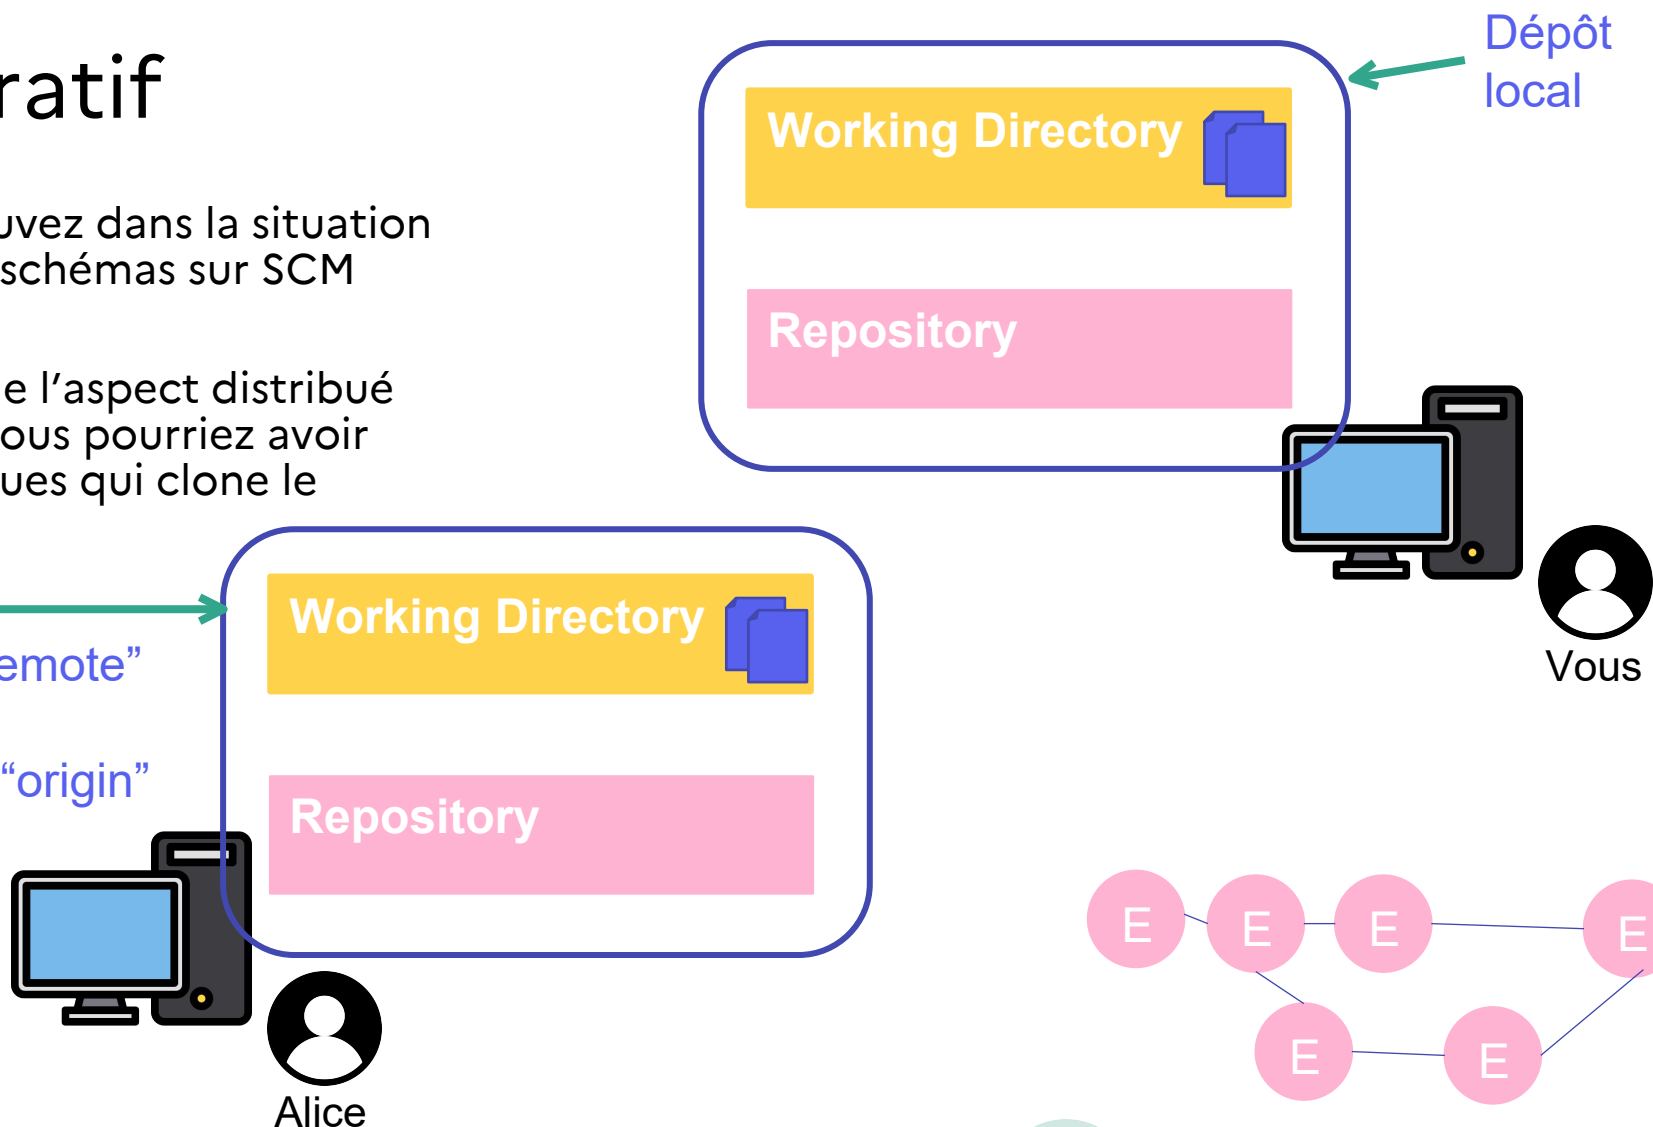 ratif
uvez dans la situation
schémas sur SCM
e l’aspect distribué
ous pourriez avoir
ues qui clone le
emote”
“origin”
Dépôt
local
Working Directory
Repository
Vous
Working Directory
Repository
Alice
E E E E
E E